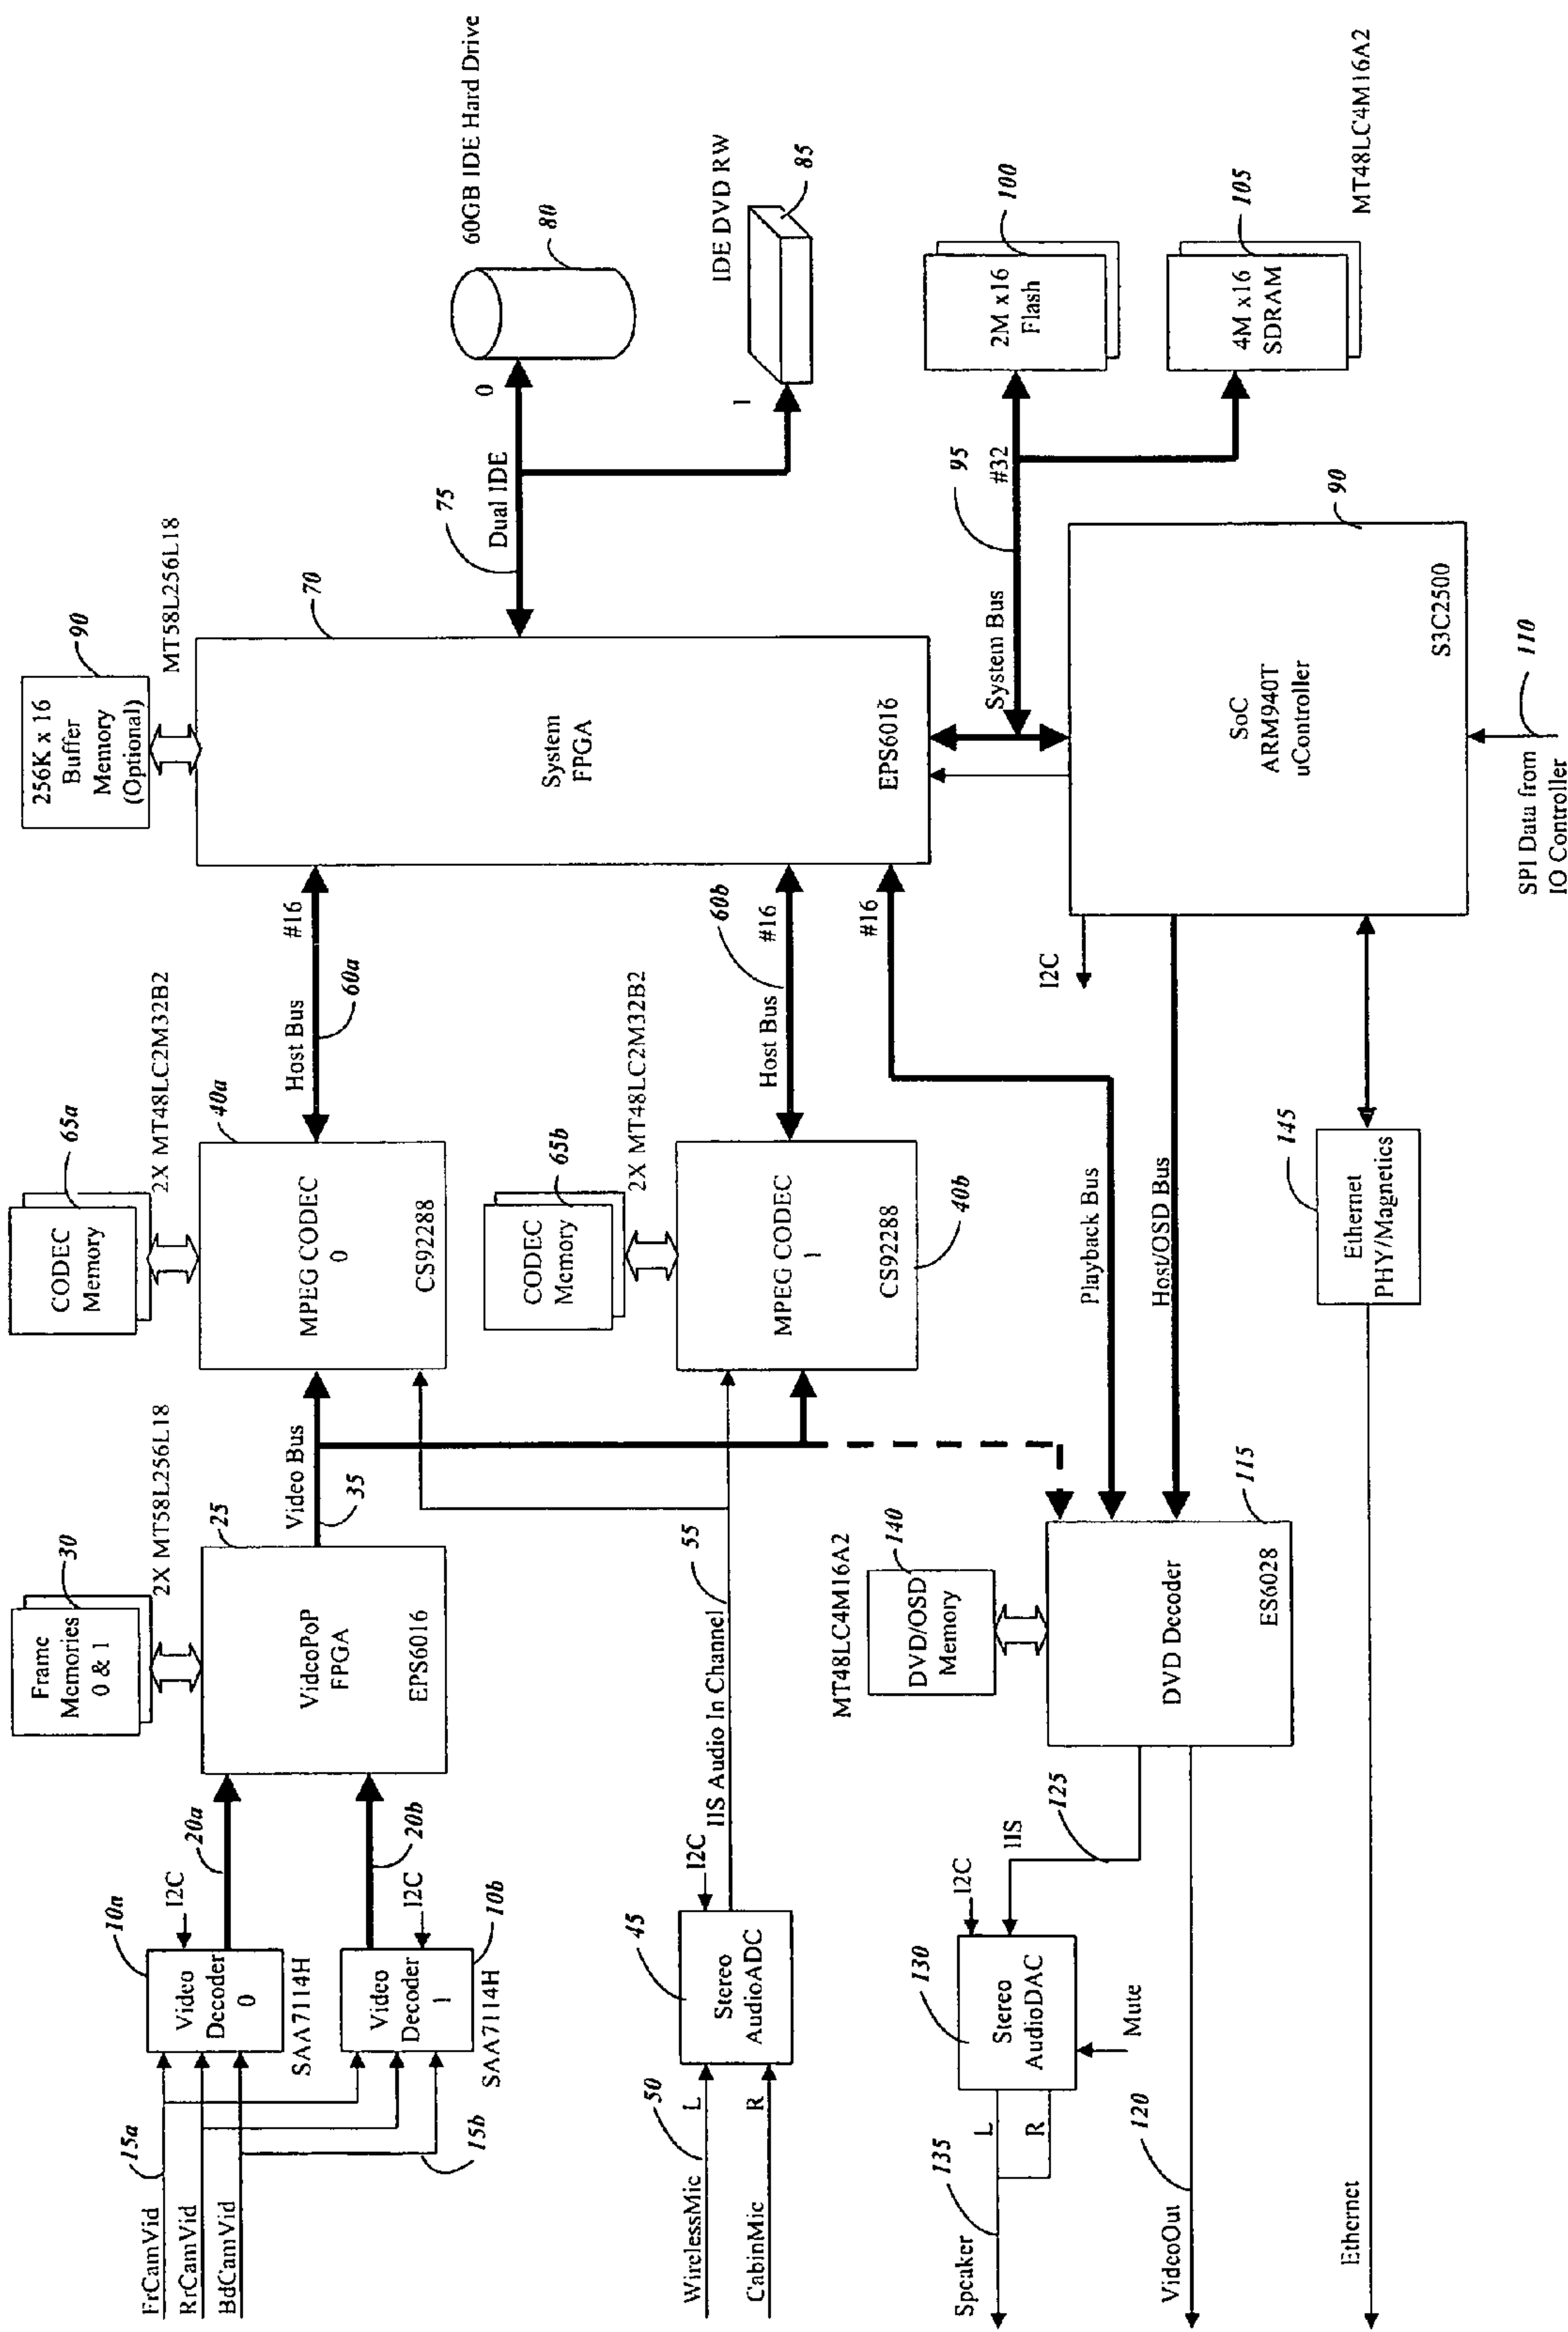 FrCamVid
RrCamVid
BdCamVid
15a
15b
10a
Video
Decoder
0
SAA7114H
I2C
20a
10b
Video
Decoder
1
SAA7114H
I2C
20b
30
Frame
Memories
0 & 1
2X MT58L256L18
25
VideoPoP
FPGA
EPS6016
Video Bus
35
65a
CODEC
Memory
2X MT48LC2M32B2
40a
MPEG CODEC
0
CS92288
Host Bus
#16
60a
65b
CODEC
Memory
2X MT48LC2M32B2
MPEG CODEC
1
CS92288
40b
Host Bus
#16
60b
#16
90
256K x 16
Buffer
Memory
(Optional)
MT58L256L18
70
System
FPGA
EPS6016
75
Dual IDE
0
1
60GB IDE Hard Drive
80
IDE DVD RW
85
WirelessMic
50
L
CabinMic
R
45
Stereo
AudioADC
I2C
IIS Audio In Channel
55
System Bus
95
#32
2M x16
Flash
100
4M x16
SDRAM
105
MT48LC4M16A2
SoC
ARM940T
uController
S3C2500
90
I2C
SPI Data from
IO Controller
110
Playback Bus
Host/OSD Bus
MT48LC4M16A2
DVD/OSD
Memory
140
DVD Decoder
ES6028
115
125
IIS
I2C
130
Stereo
AudioDAC
Mute
L
R
135
Speaker
VideoOut
120
Ethernet
PHY/Magnetics
145
Ethernet